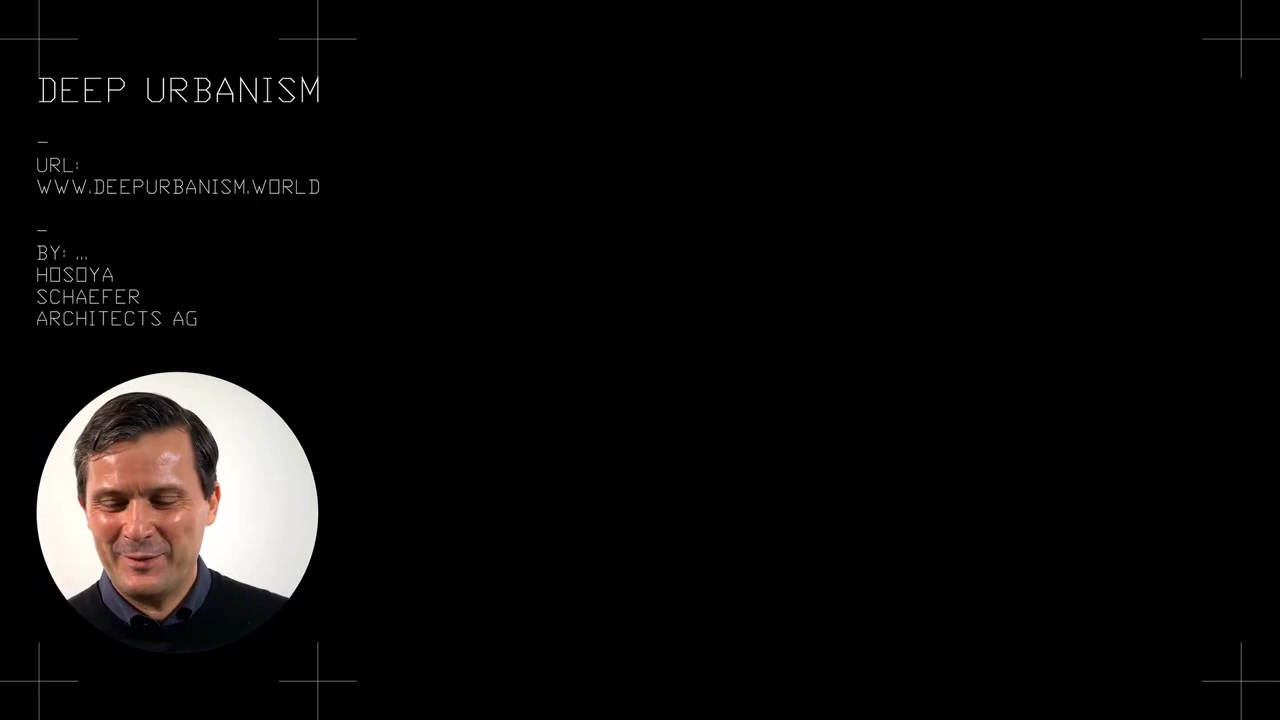 DEEP URBANISM
–
URL:
WWW.DEEPURBANISM.WORLD
–
BY: ...
HOSOYA
SCHAEFER
ARCHITECTS AG